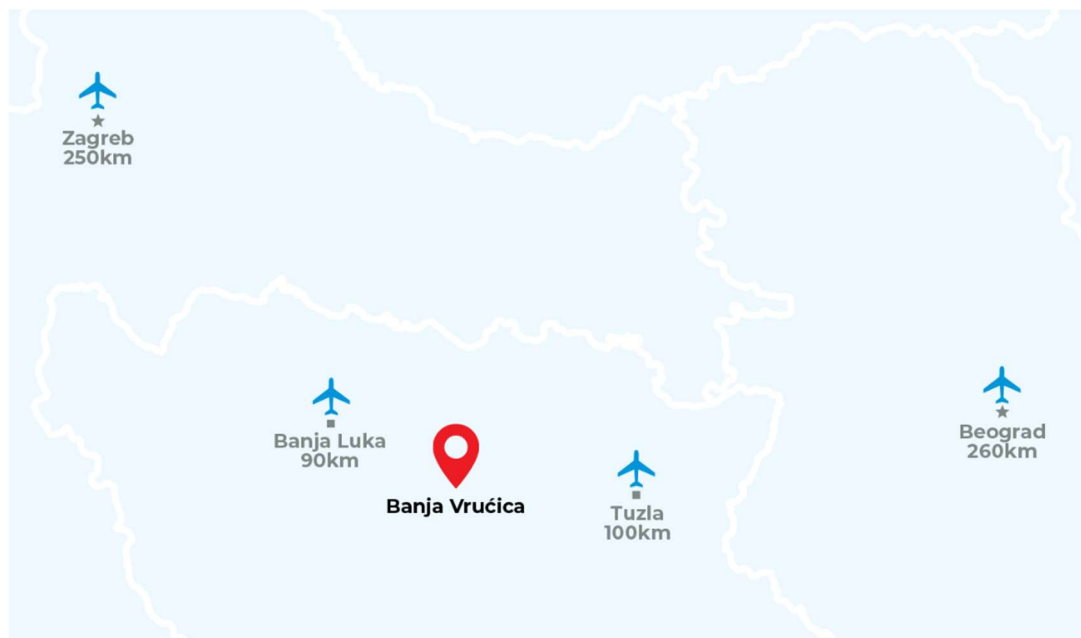 Zagreb
250km
Banja Luka
90km
Banja Vrućica
Tuzla
100km
Beograd
260km